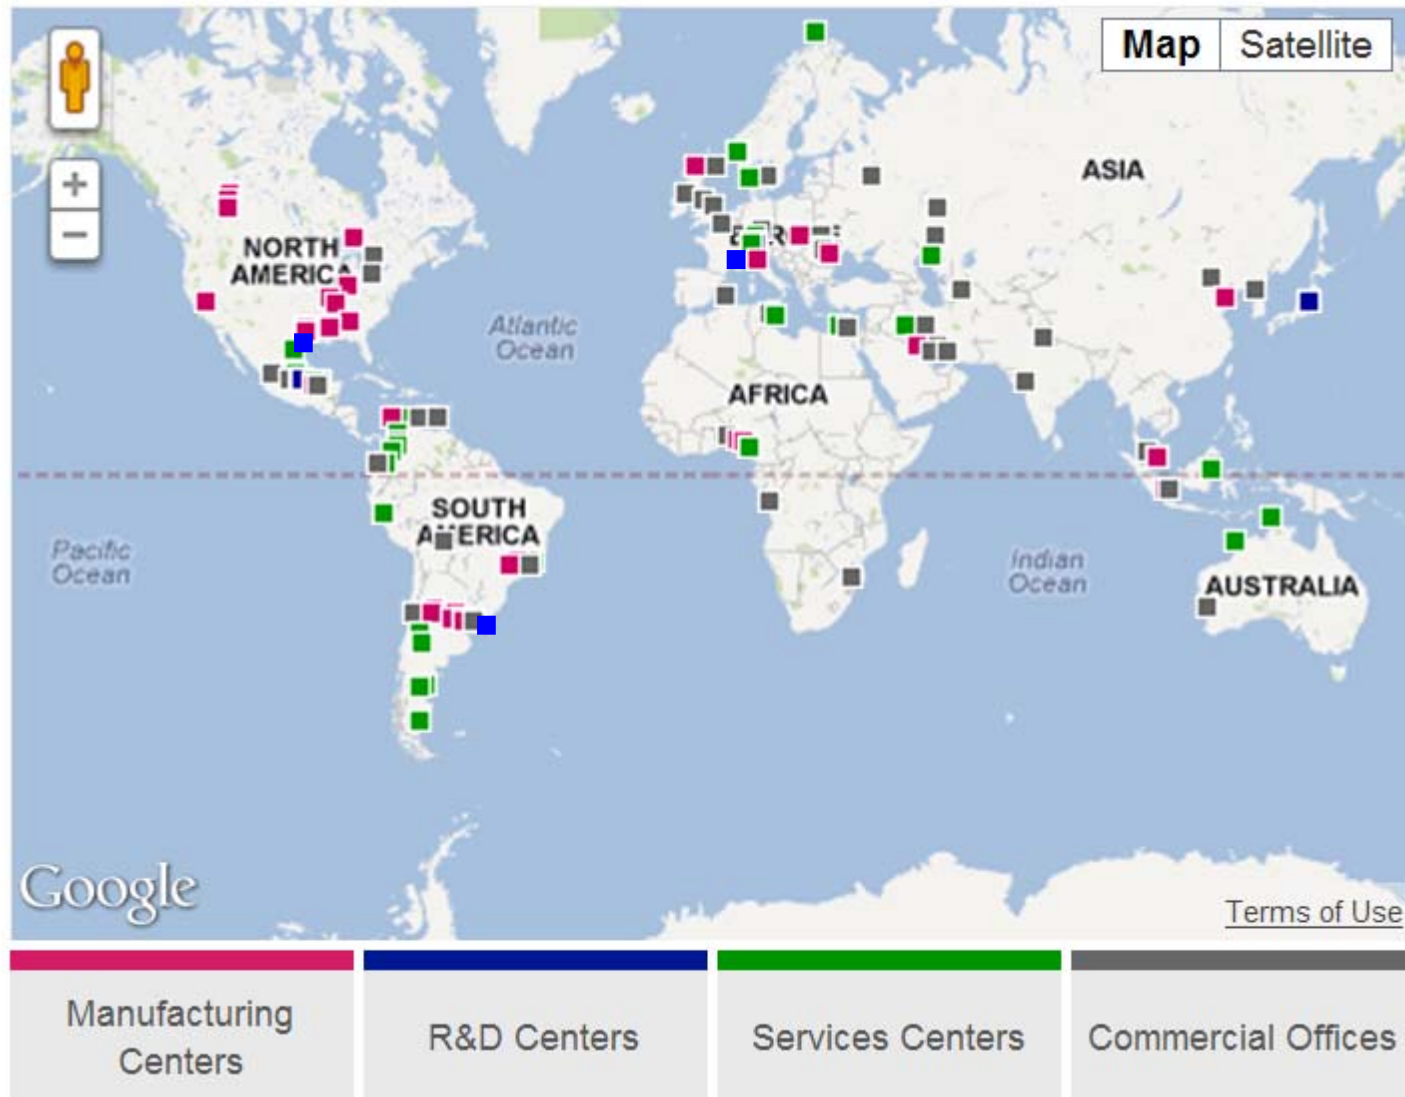 Map
Satellite
+
−
ASIA
NORTH
AMERICA
Atlantic
Ocean
AFRICA
SOUTH
AMERICA
Pacific
Ocean
Indian
Ocean
AUSTRALIA
Google
Terms of Use
Manufacturing
Centers
R&D Centers
Services Centers
Commercial Offices